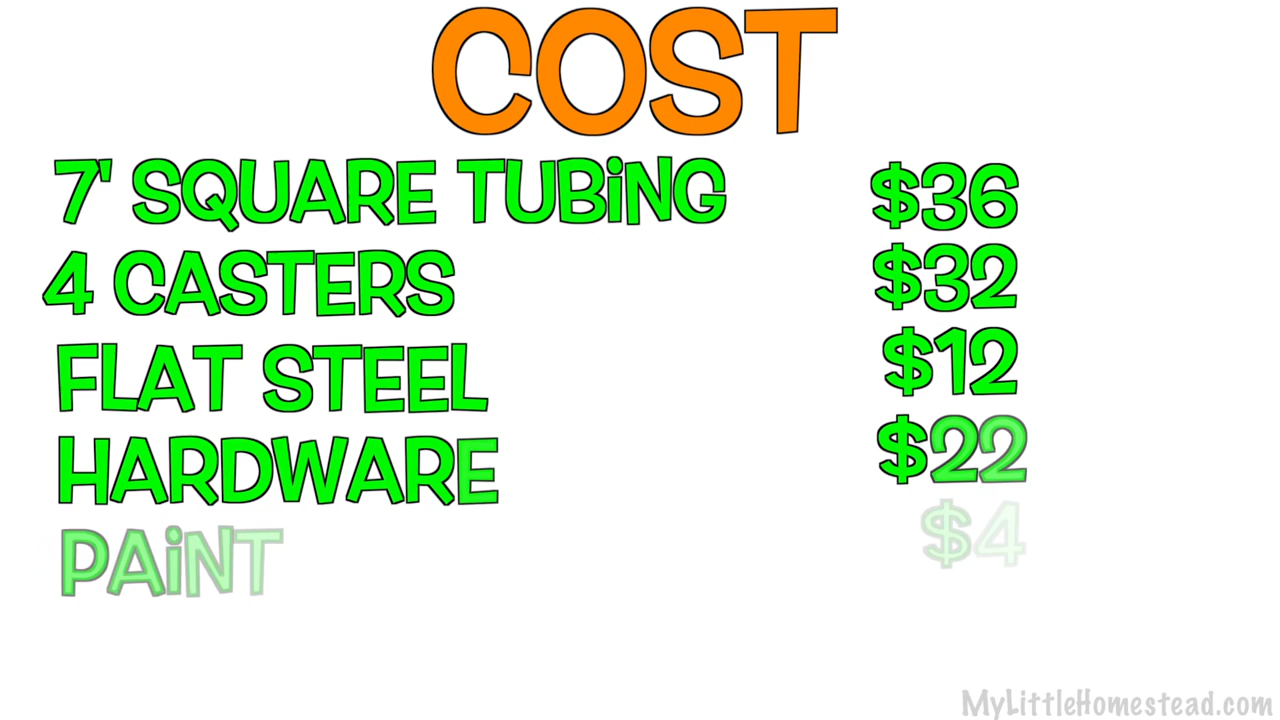 COST
7' SQUARE TUBiNG $36
4 CASTERS $32
FLAT STEEL $12
HARDWARE $22
PAiNT $4
MyLittleHomestead.com